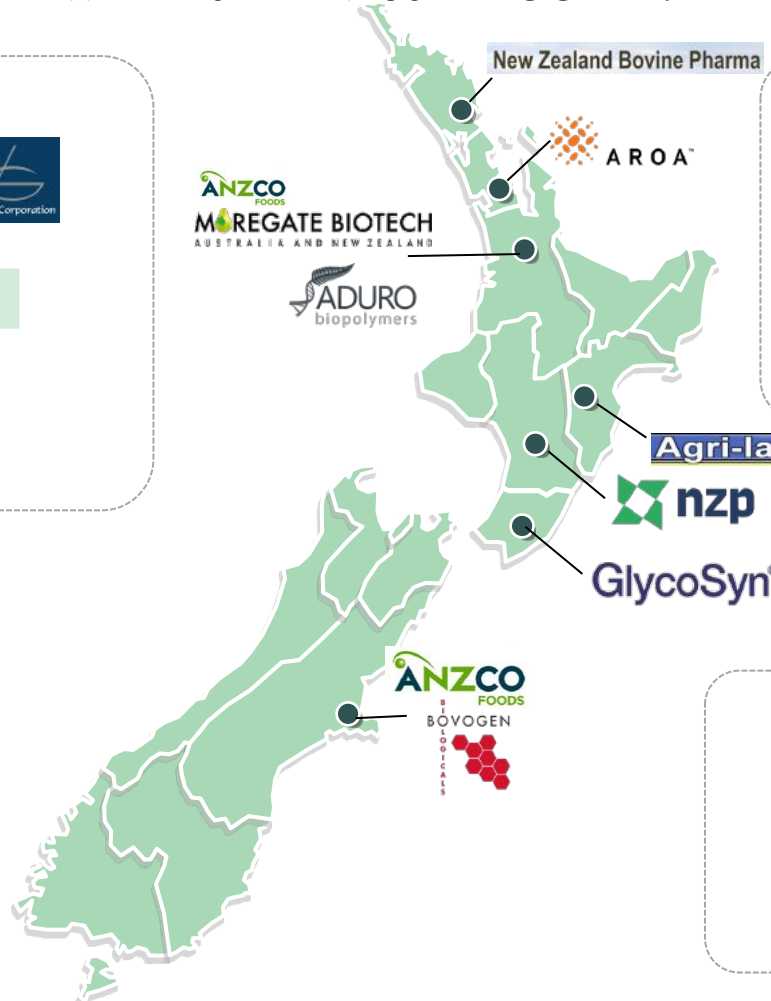 New Zealand Bovine Pharma
AROA™
ANZCO
FOODS
MOREGATE BIOTECH
AUSTRALIA AND NEW ZEALAND
ADURO
biopolymers
Corporation
Agri-la
nzp
GlycoSyn
ANZCO
FOODS
BOVOGEN
BIOLOGICALS